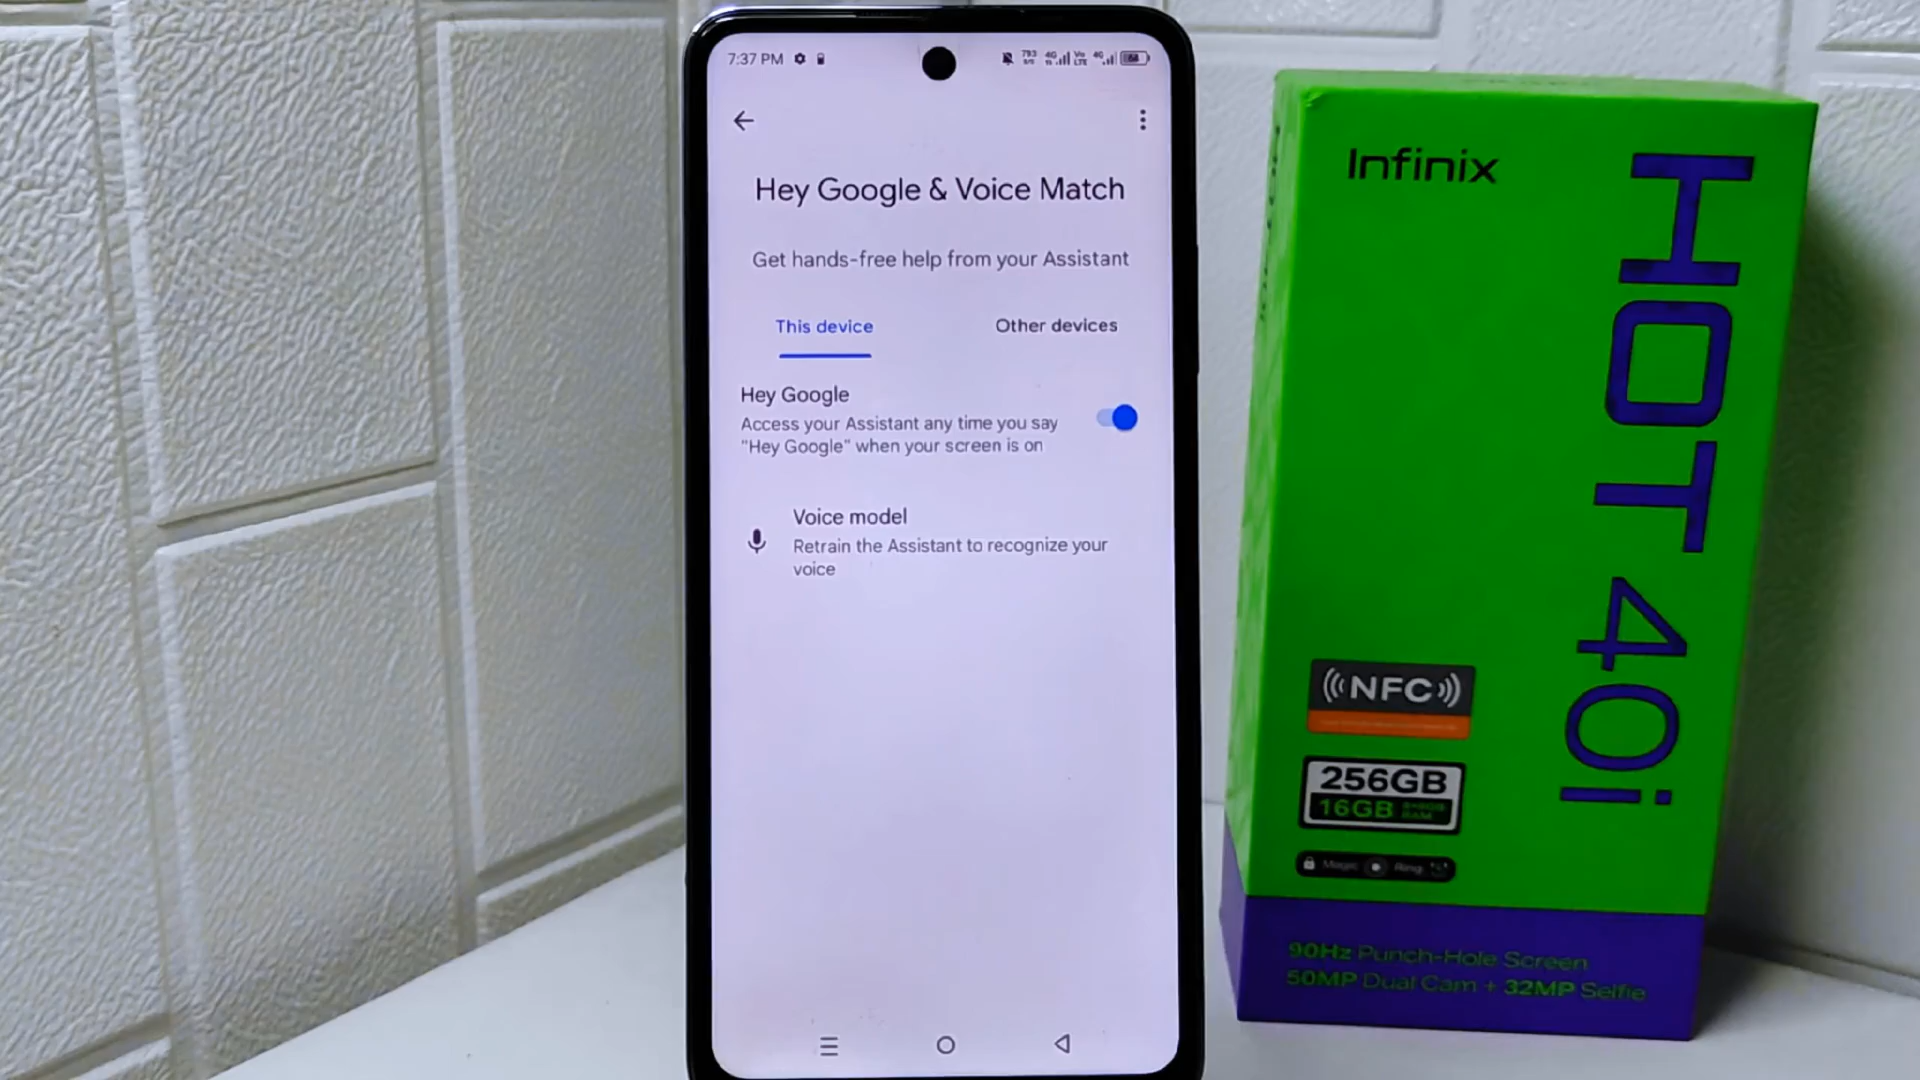 7:37 PM
Hey Google & Voice Match
Get hands-free help from your Assistant
This device
Other devices
Hey Google
Access your Assistant any time you say
"Hey Google" when your screen is on
Voice model
Retrain the Assistant to recognize your
voice
Infinix
HOT 40i
NFC
256GB
16GB
Magic Ring
90Hz Punch-Hole Screen
50MP Dual Cam + 32MP Selfie